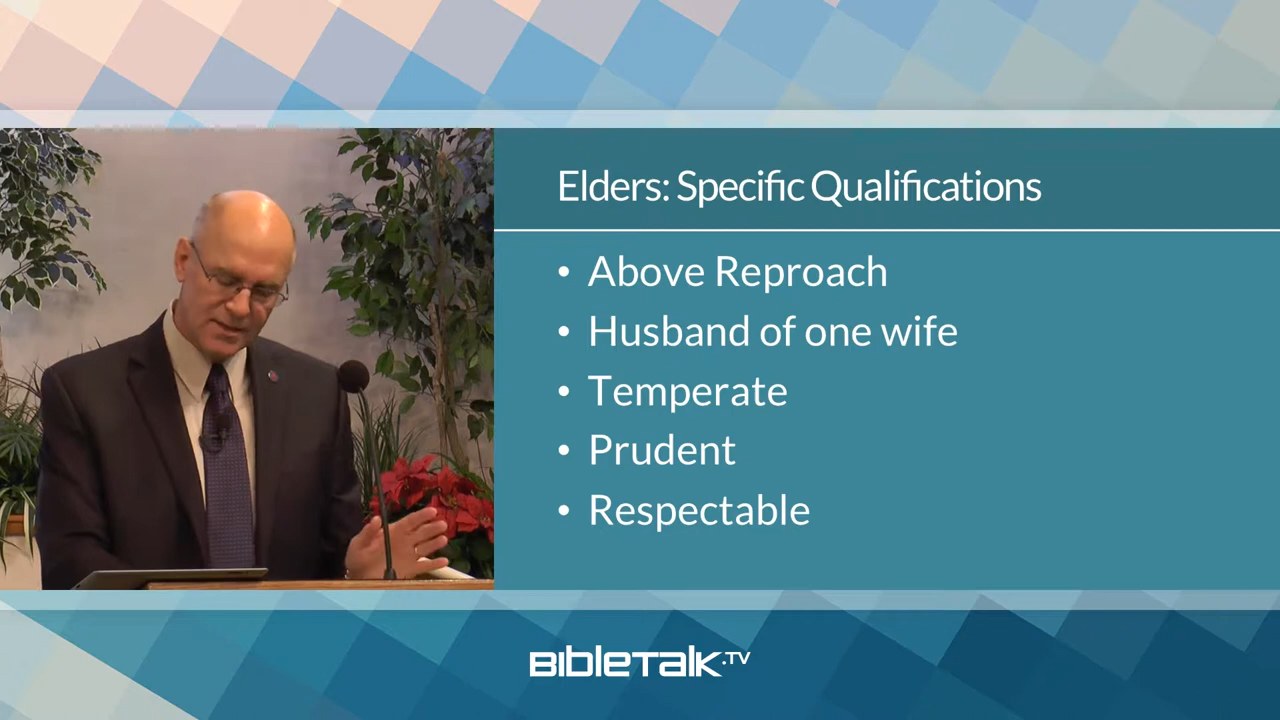 Elders: Specific Qualifications
• Above Reproach
• Husband of one wife
• Temperate
• Prudent
• Respectable
BibleTalk.TV